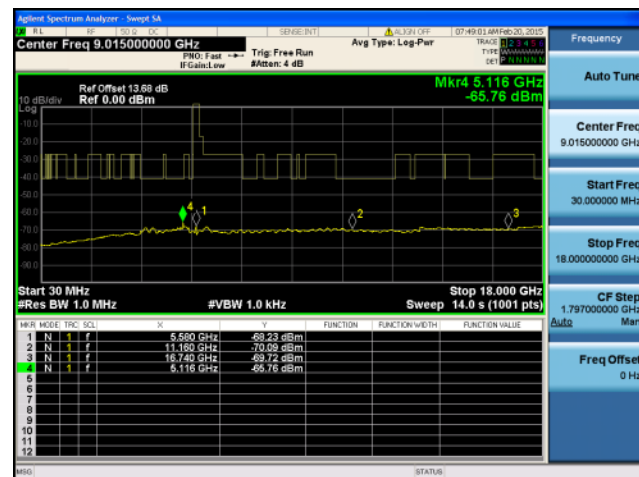 Agilent Spectrum Analyzer - Swept SA
RL RF 50 Ω DC SENSE:INT ALIGN OFF 07:49:01 AM Feb 20, 2015
Center Freq 9.015000000 GHz
Avg Type: Log-Pwr
TRACE 1 2 3 4 5 6
PNO: Fast Trig: Free Run
TYPE
IFGain:Low #Atten: 4 dB
DET P N N N N N
Frequency
Auto Tune
Mkr4 5.116 GHz
-65.76 dBm
Ref Offset 13.68 dB
10 dB/div Ref 0.00 dBm
Log
-10.0
-20.0
-30.0
-40.0
-50.0
-60.0
-70.0
-80.0
-90.0
4
1
2
3
Start 30 MHz Stop 18.000 GHz
#Res BW 1.0 MHz #VBW 1.0 kHz Sweep 14.0 s (1001 pts)
MKR MODE TRC SCL X Y FUNCTION FUNCTION WIDTH FUNCTION VALUE
1 N 1 f 5.580 GHz -68.23 dBm
2 N 1 f 11.160 GHz -70.09 dBm
3 N 1 f 16.740 GHz -69.72 dBm
4 N 1 f 5.116 GHz -65.76 dBm
5
6
7
8
9
10
11
12
MSG STATUS
Center Freq
9.015000000 GHz
Start Freq
30.000000 MHz
Stop Freq
18.000000000 GHz
CF Step
1.797000000 GHz
Auto Man
Freq Offset
0 Hz